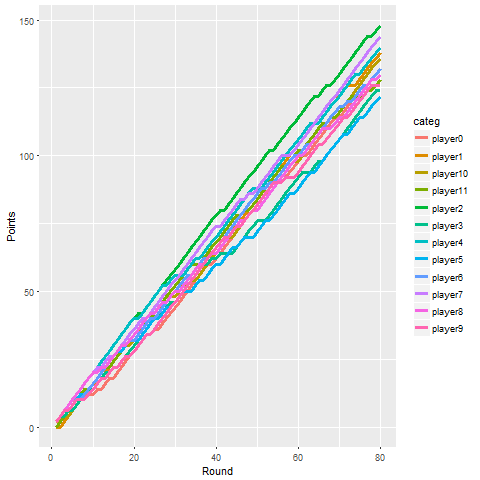 150
100
50
0
Points
0
20
40
60
80
Round
categ
player0
player1
player10
player11
player2
player3
player4
player5
player6
player7
player8
player9